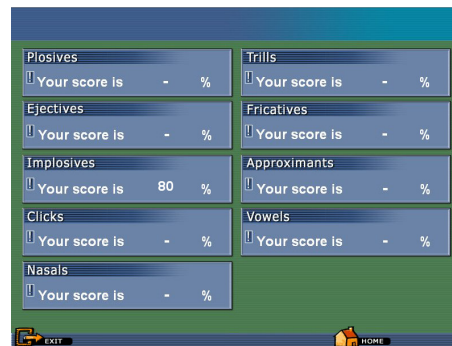 Plosives
Your score is - %
Ejectives
Your score is - %
Implosives
Your score is 80 %
Clicks
Your score is - %
Nasals
Your score is - %
Trills
Your score is - %
Fricatives
Your score is - %
Approximants
Your score is - %
Vowels
Your score is - %
EXIT
HOME